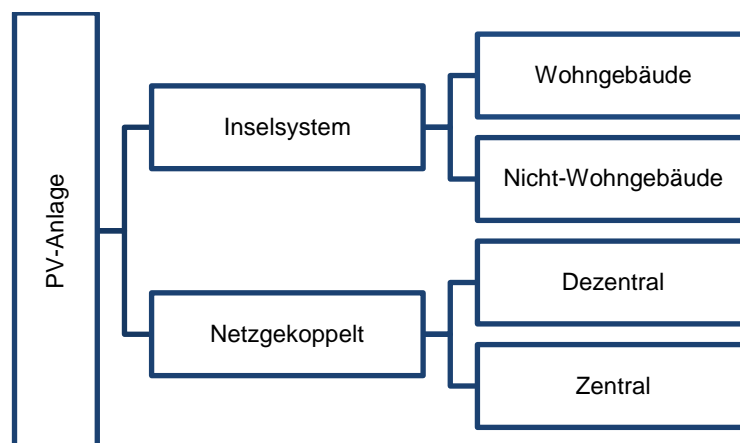 PV-Anlage
Inselsystem
Wohngebäude
Nicht-Wohngebäude
Netzgekoppelt
Dezentral
Zentral